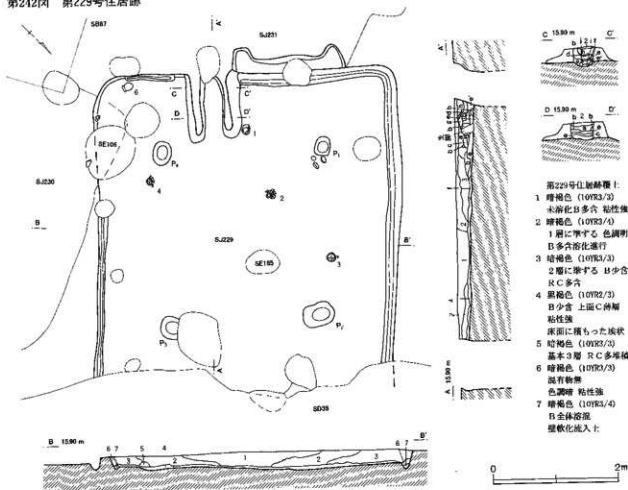 第242図 第229号住居跡
SB87
SJ231
SJ230
SJ229
SE106
SE185
SD38
A
A'
B
B'
C
C'
D
D'
P₁
P₂
P₃
P₄
1
2
3
4
6
C 15.90 m C'
D 15.90 m D'
A 15.90 m A'
B 15.90 m B'
第229号住居跡覆土
1 暗褐色 (10YR3/3)
未溶化B多含 粘性強
2 暗褐色 (10YR3/4)
1層に準ずる 色調明
B多含溶化進行
3 暗褐色 (10YR3/3)
2層に準ずる B少含
RC多含
4 黒褐色 (10YR2/3)
B少含 上面C薄層
粘性強
床面に積もった塊状
5 暗褐色 (10YR3/3)
基本3層 RC多堆積
6 暗褐色 (10YR3/3)
混有物無
色調暗 粘性強
7 暗褐色 (10YR3/4)
B全体溶混
壁軟化流入土
0 2m